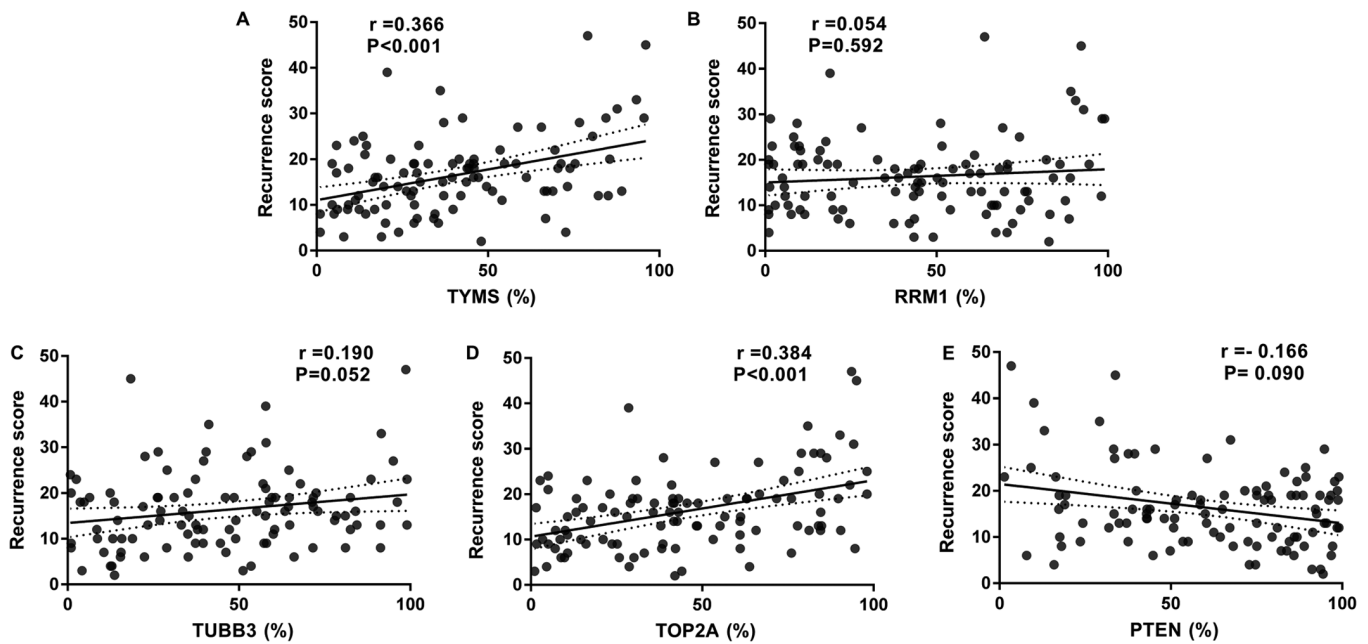 A
r =0.366
P<0.001
Recurrence score
50
40
30
20
10
0
0 50 100
TYMS (%)
B
r =0.054
P=0.592
Recurrence score
50
40
30
20
10
0
0 50 100
RRM1 (%)
C
r =0.190
P=0.052
Recurrence score
50
40
30
20
10
0
0 50 100
TUBB3 (%)
D
r =0.384
P<0.001
Recurrence score
50
40
30
20
10
0
0 50 100
TOP2A (%)
E
r =- 0.166
P= 0.090
Recurrence score
50
40
30
20
10
0
0 50 100
PTEN (%)